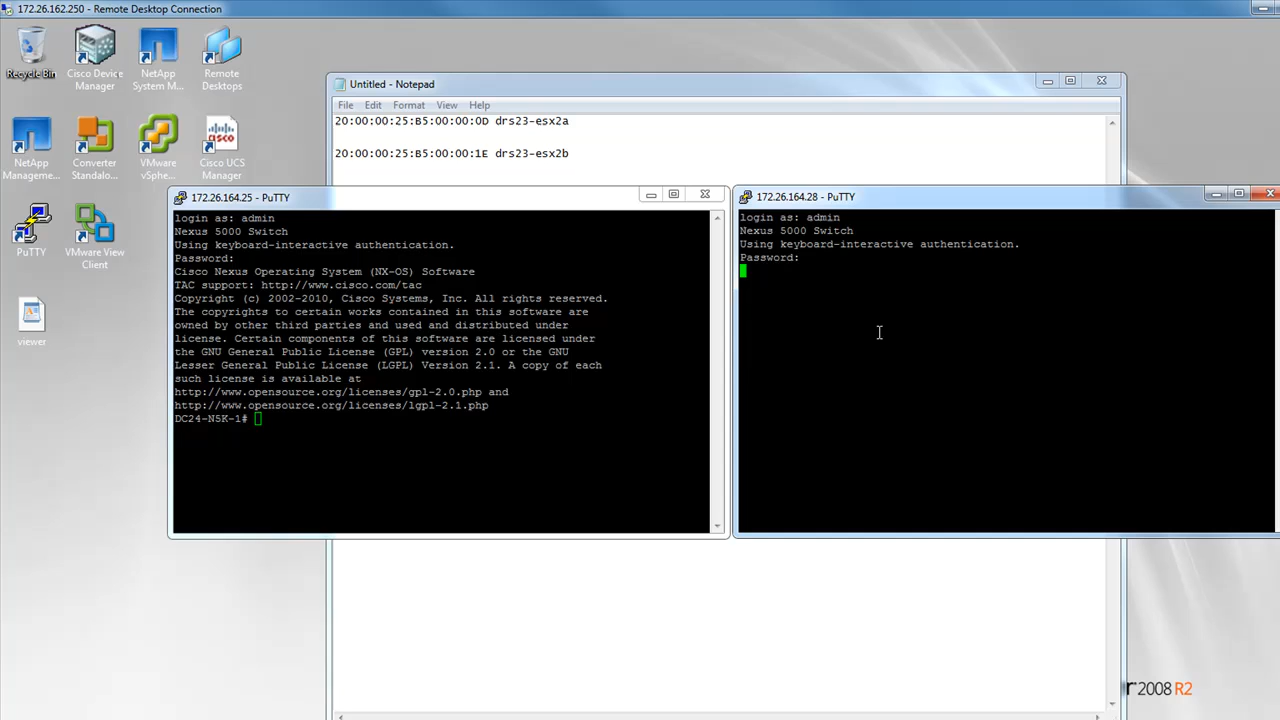 172.26.162.250 - Remote Desktop Connection
Recycle Bin
Cisco Device Manager
NetApp System M...
Remote Desktops
NetApp Manageme...
Converter Standalo...
VMware vSphe...
Cisco UCS Manager
PuTTY
VMware View Client
viewer
Untitled - Notepad
File Edit Format View Help
20:00:00:25:B5:00:00:0D drs23-esx2a
20:00:00:25:B5:00:00:1E drs23-esx2b
172.26.164.25 - PuTTY
login as: admin
Nexus 5000 Switch
Using keyboard-interactive authentication.
Password:
Cisco Nexus Operating System (NX-OS) Software
TAC support: http://www.cisco.com/tac
Copyright (c) 2002-2010, Cisco Systems, Inc. All rights reserved.
The copyrights to certain works contained in this software are
owned by other third parties and used and distributed under
license. Certain components of this software are licensed under
the GNU General Public License (GPL) version 2.0 or the GNU
Lesser General Public License (LGPL) Version 2.1. A copy of each
such license is available at
http://www.opensource.org/licenses/gpl-2.0.php and
http://www.opensource.org/licenses/lgpl-2.1.php
DC24-N5K-1#
172.26.164.28 - PuTTY
login as: admin
Nexus 5000 Switch
Using keyboard-interactive authentication.
Password:
r 2008 R2